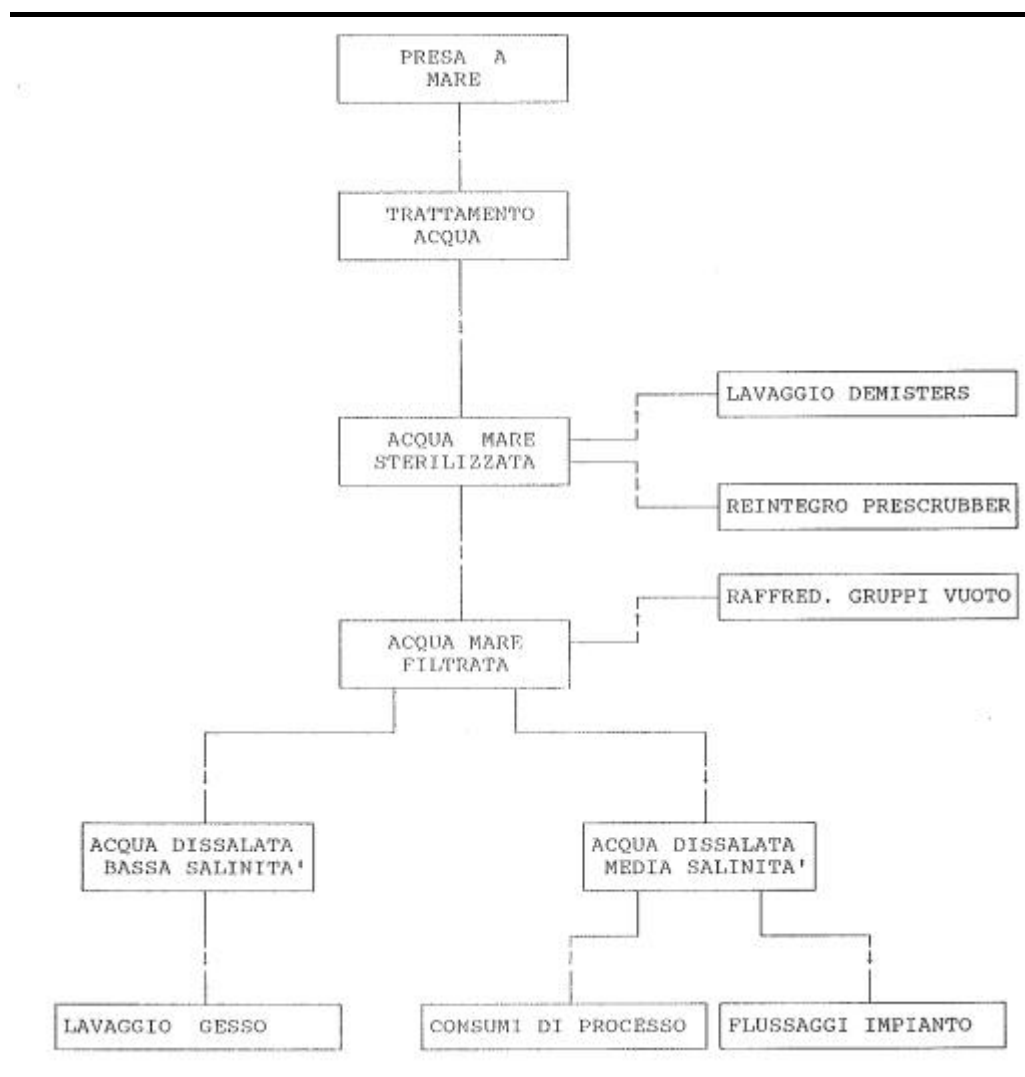 PRESA A
MARE
TRATTAMENTO
ACQUA
LAVAGGIO DEMISTERS
ACQUA MARE
STERILIZZATA
REINTEGRO PRESCRUBBER
RAFFRED. GRUPPI VUOTO
ACQUA MARE
FILTRATA
ACQUA DISSALATA
BASSA SALINITA'
ACQUA DISSALATA
MEDIA SALINITA'
LAVAGGIO GESSO
CONSUMI DI PROCESSO
FLUSSAGGI IMPIANTO